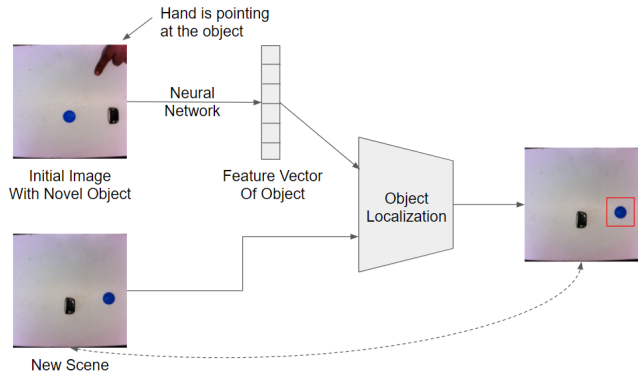 Hand is pointing
at the object
Neural
Network
Initial Image
With Novel Object
Feature Vector
Of Object
Object
Localization
New Scene